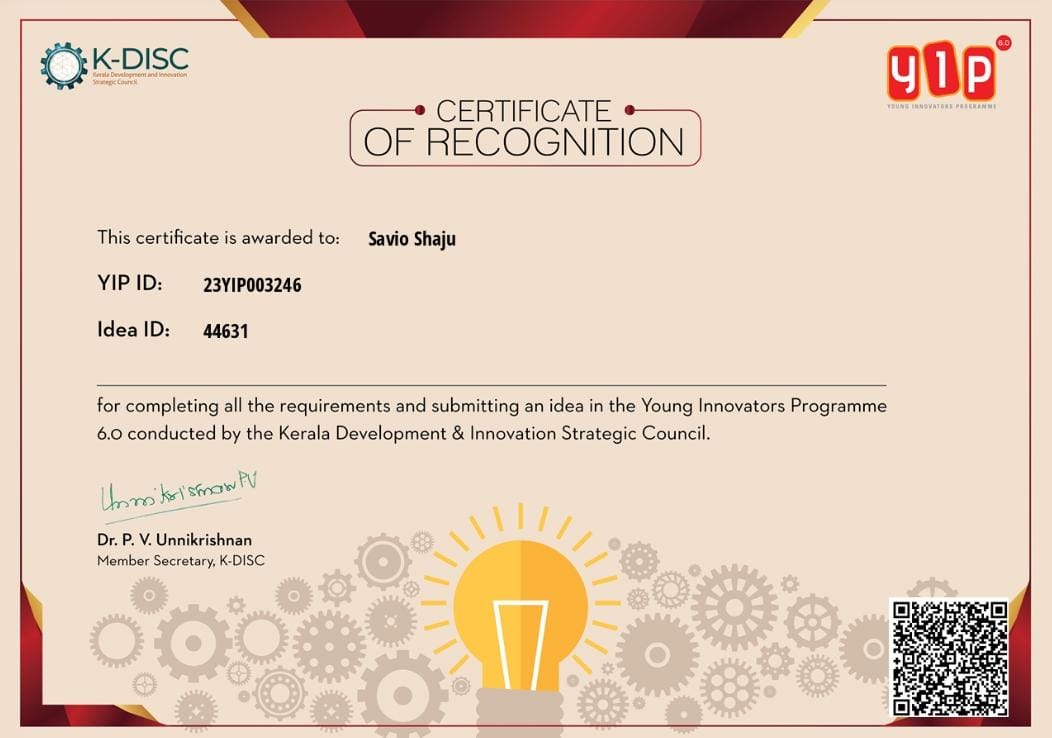 K-DISC
Kerala Development and Innovation
Strategic Council
6.0
yip
YOUNG INNOVATORS PROGRAMME
CERTIFICATE
OF RECOGNITION
This certificate is awarded to: Savio Shaju
YIP ID: 23YIP003246
Idea ID: 44631
for completing all the requirements and submitting an idea in the Young Innovators Programme
6.0 conducted by the Kerala Development & Innovation Strategic Council.
Unnikrishnan PV
Dr. P. V. Unnikrishnan
Member Secretary, K-DISC